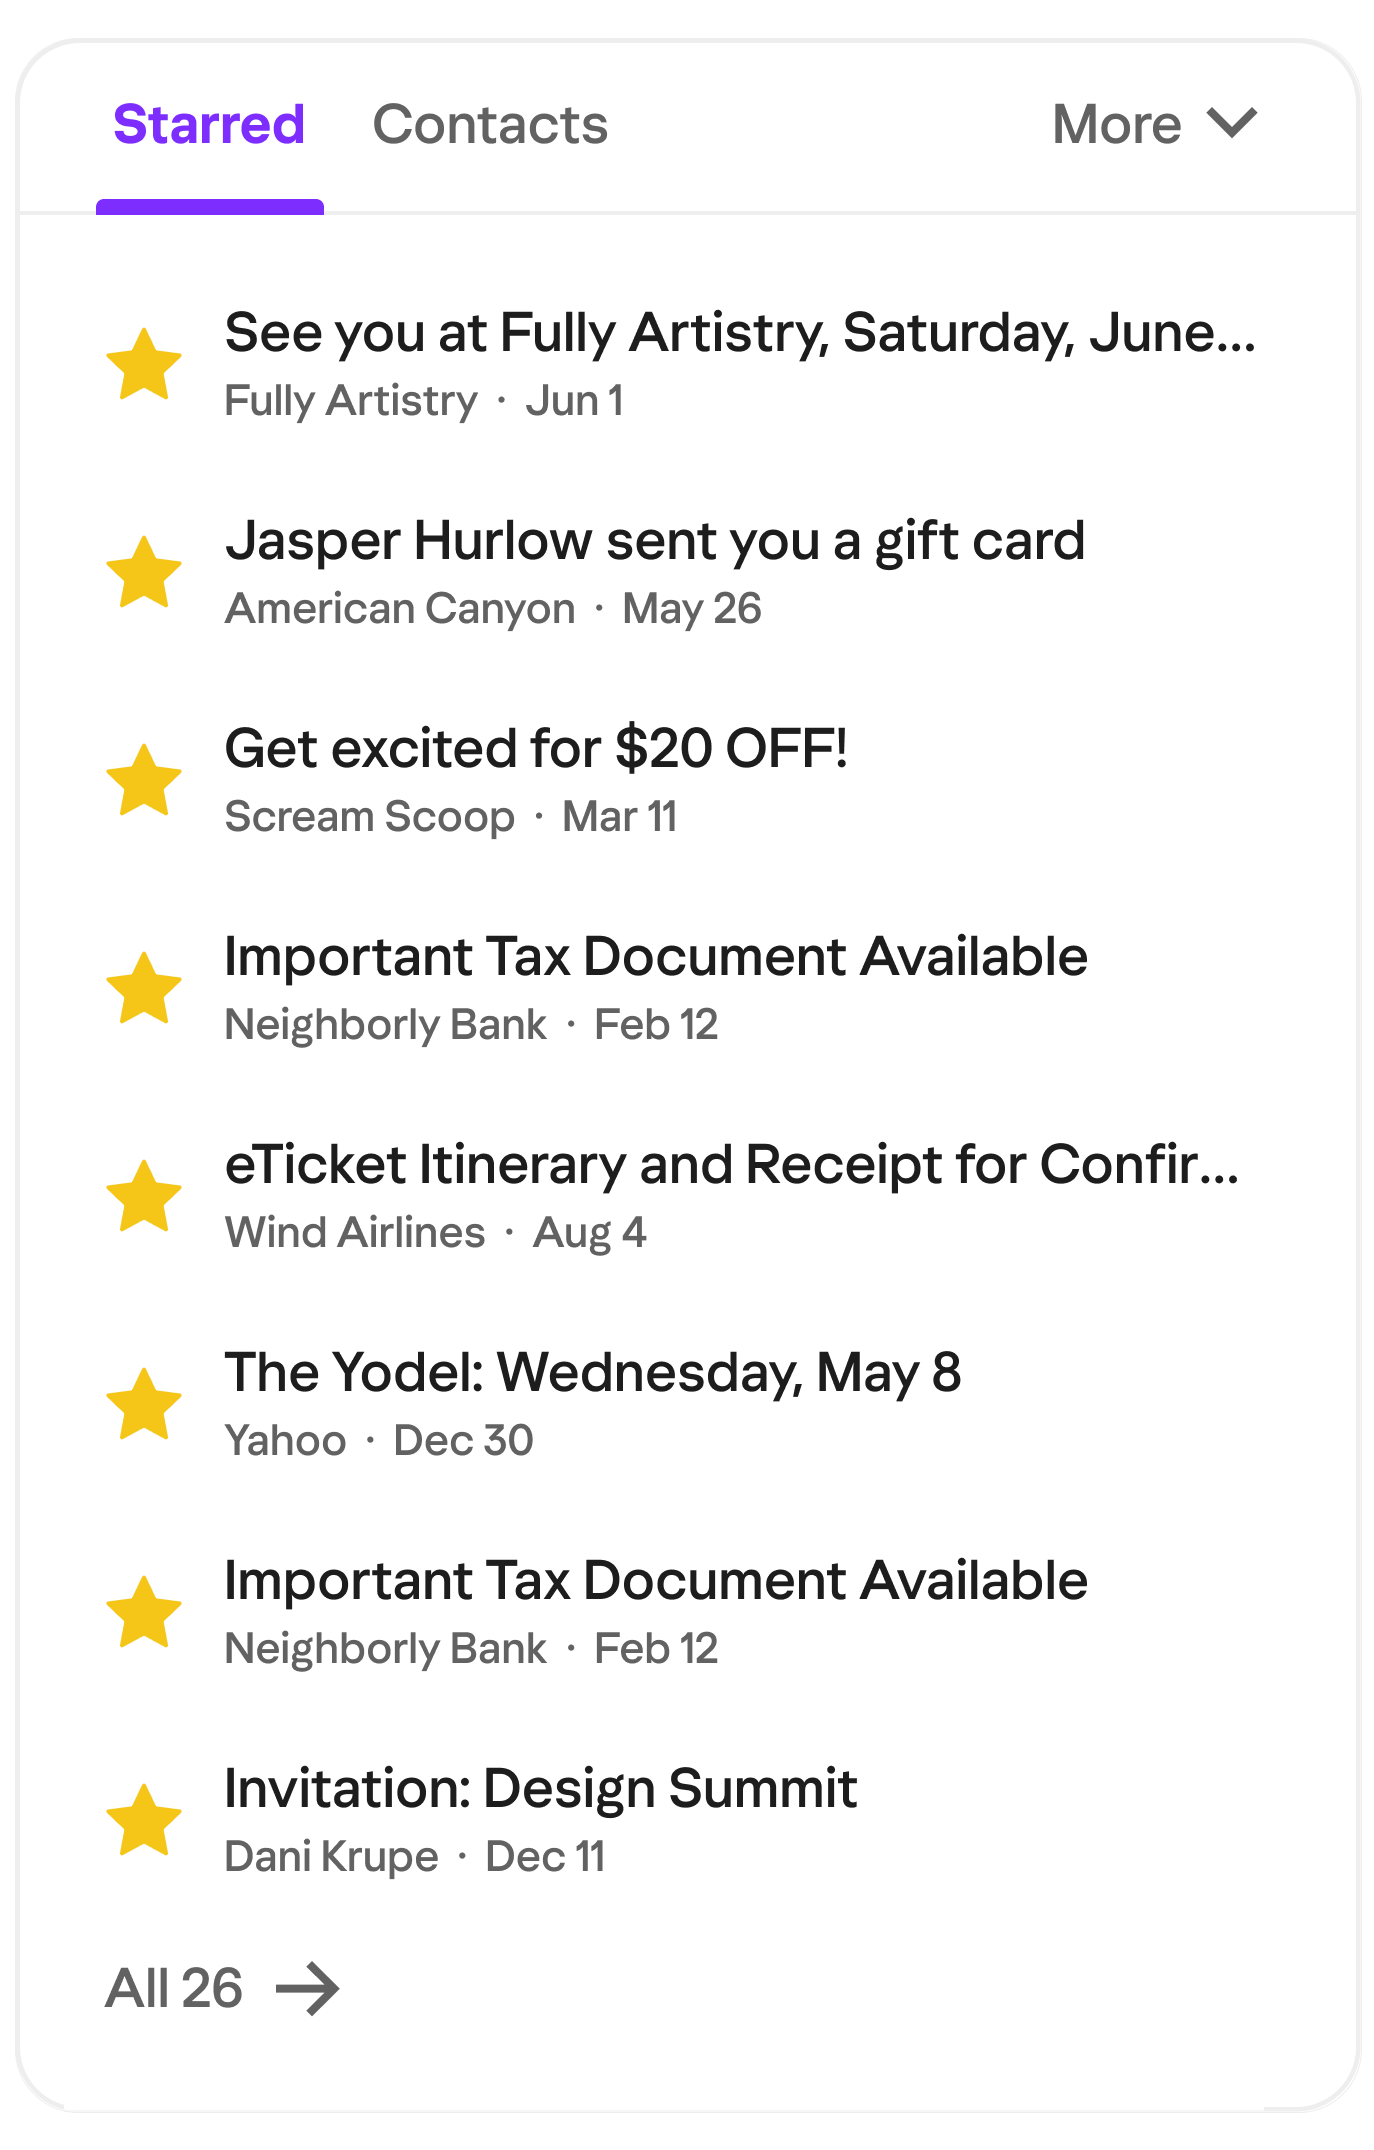 Starred Contacts More
See you at Fully Artistry, Saturday, June...
Fully Artistry · Jun 1
Jasper Hurlow sent you a gift card
American Canyon · May 26
Get excited for $20 OFF!
Scream Scoop · Mar 11
Important Tax Document Available
Neighborly Bank · Feb 12
eTicket Itinerary and Receipt for Confir...
Wind Airlines · Aug 4
The Yodel: Wednesday, May 8
Yahoo · Dec 30
Important Tax Document Available
Neighborly Bank · Feb 12
Invitation: Design Summit
Dani Krupe · Dec 11
All 26